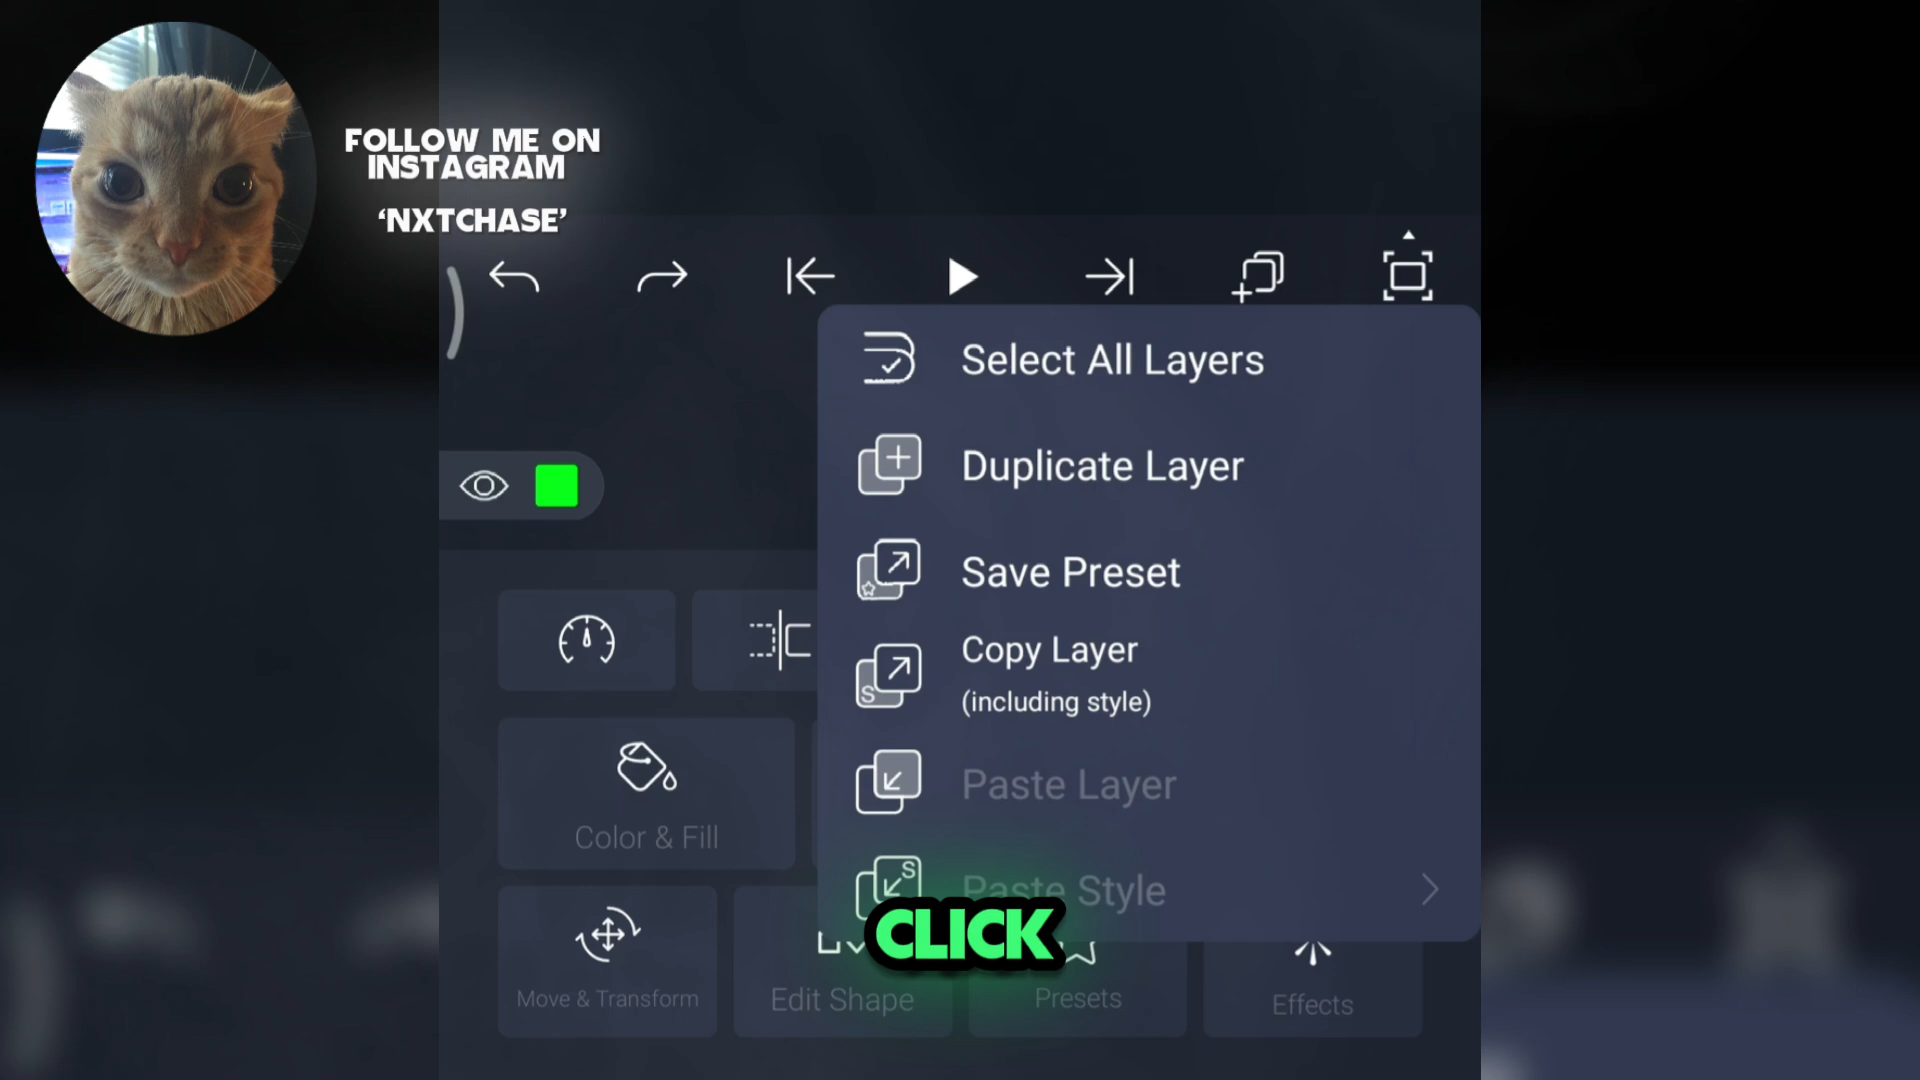 FOLLOW ME ON
INSTAGRAM
‘NXTCHASE’
Select All Layers
Duplicate Layer
Save Preset
Copy Layer
(including style)
Paste Layer
Paste Style
CLICK
Color & Fill
Move & Transform
Edit Shape
Presets
Effects